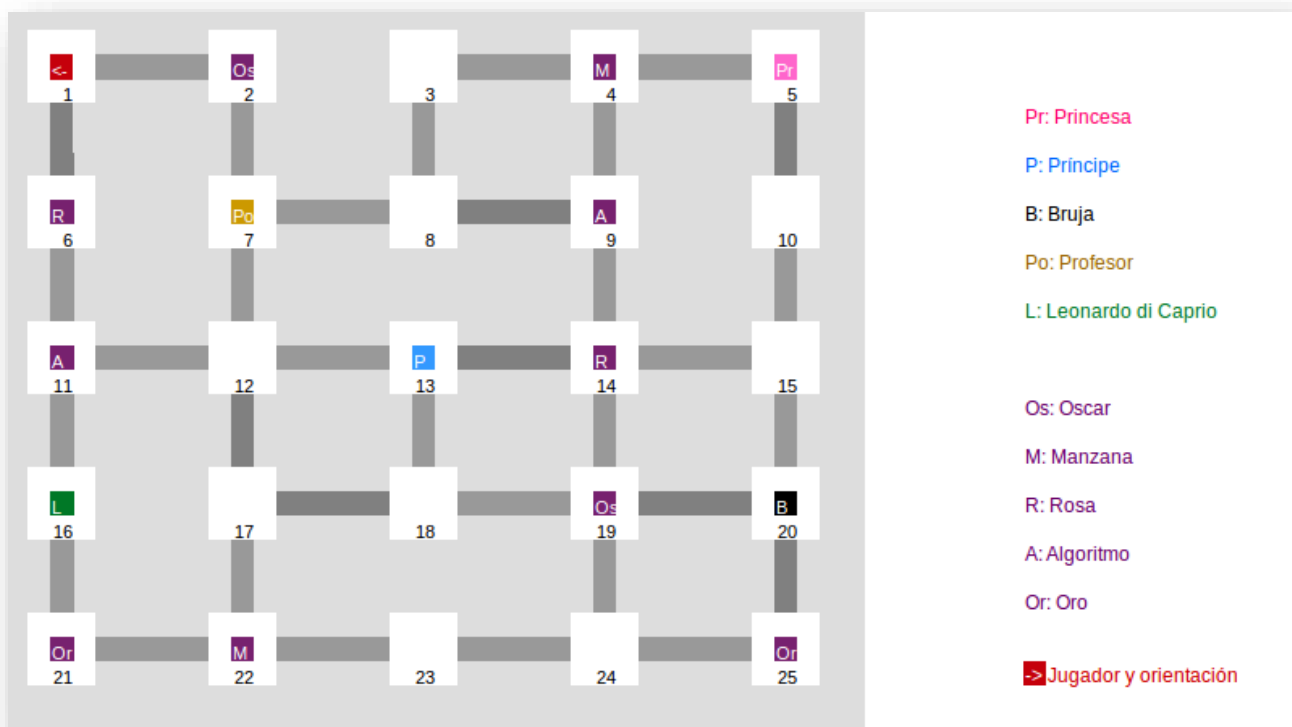 <- Os M Pr
1 2 3 4 5
Pr: Princesa
P: Príncipe
R Po A B: Bruja
6 7 8 9 10
Po: Profesor
L: Leonardo di Caprio
A P R
11 12 13 14 15
Os: Oscar
M: Manzana
L Os B R: Rosa
16 17 18 19 20
A: Algoritmo
Or: Oro
Or M Or
21 22 23 24 25
-> Jugador y orientación